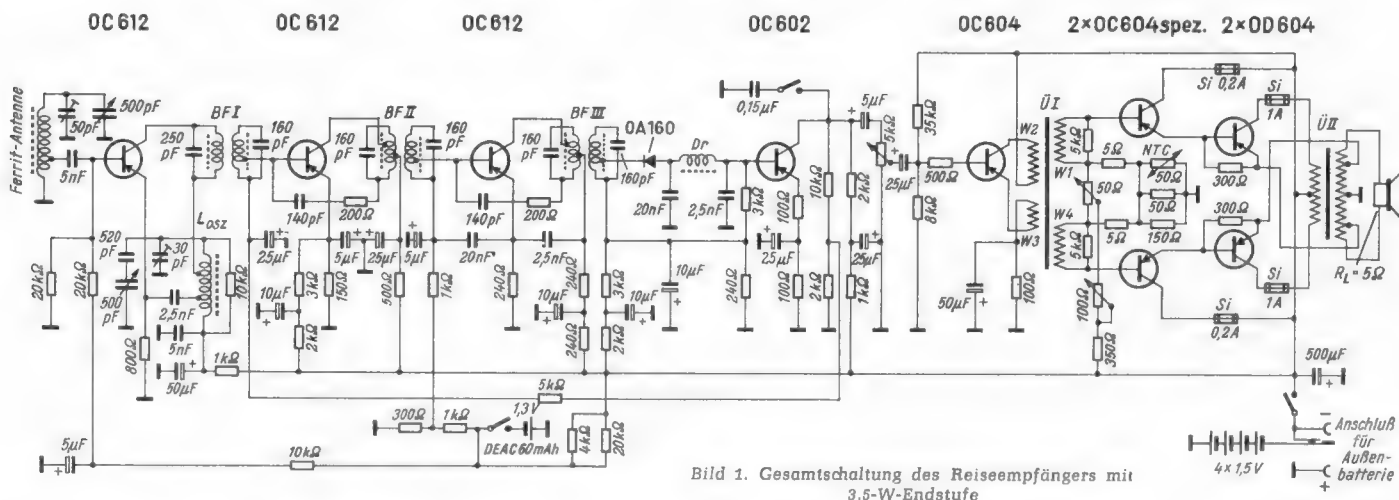 OC612 OC612 OC612 OC602 OC604 2×OC604spez. 2×OD604
Ferrit-Antenne
50pF
500pF
5nF
20kΩ
20kΩ
520 pF
500 pF
30 pF
250 pF
BF I
160 pF
L_OSZ
10kΩ
2,5nF
5nF
800Ω
50µF
1kΩ
5µF
10kΩ
140pF
200Ω
25µF
10µF
3kΩ
2kΩ
150Ω
5µF
25µF
500Ω
160 pF
BF II
160 pF
5µF
1kΩ
140pF
200Ω
20nF
240Ω
2,5nF
10µF
240Ω
240Ω
160 pF
BF III
160pF
OA160
3kΩ
2kΩ
10µF
Dr
20nF
2,5nF
10µF
3kΩ
240Ω
0,15µF
100Ω
25µF
100Ω
10kΩ
2kΩ
2kΩ
1kΩ
5µF
5kΩ
25µF
25µF
5kΩ
300Ω
1kΩ
1,3V
DEAC60mAh
4kΩ
20kΩ
35kΩ
8kΩ
500Ω
50µF
100Ω
W2
W3
Ü I
W1
W4
5kΩ
5kΩ
5Ω
5Ω
50Ω
NTC
50Ω
50Ω
150Ω
100Ω
350Ω
Si 0,2A
Si
1A
300Ω
300Ω
Si
1A
Si
0,2A
Ü II
R_L = 5Ω
500µF
4×1,5V
−
Anschluß
für
Außen-
batterie
+
Bild 1. Gesamtschaltung des Reiseempfängers mit
3,5-W-Endstufe